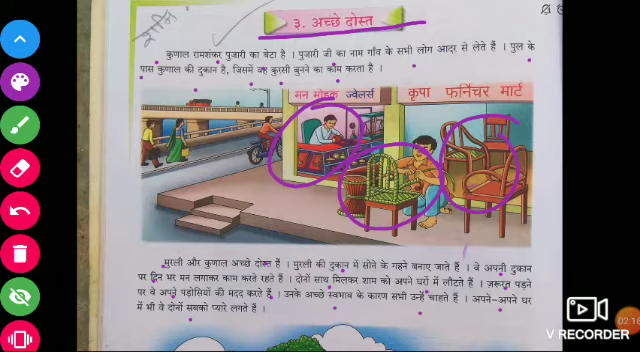 ३. अच्छे दोस्त
कुणाल रामशंकर पुजारी का बेटा है । पुजारी जी का नाम गाँव के सभी लोग आदर से लेते हैं । पुल के
पास कुणाल की दुकान है, जिसमें वह कुरसी बुनने का काम करता है ।
मन मोहक ज्वेलर्स
कृपा फर्निचर मार्ट
मुरली और कुणाल अच्छे दोस्त हैं । मुरली की दुकान में सोने के गहने बनाए जाते हैं । वे अपनी दुकान
पर दिन भर मन लगाकर काम करते रहते हैं । दोनों साथ मिलकर शाम को अपने घरों में लौटते हैं । ज़रूरत पड़ने
पर वे अपने पड़ोसियों की मदद करते हैं । उनके अच्छे स्वभाव के कारण सभी उन्हें चाहते हैं । अपने-अपने घर
में भी वे दोनों सबको प्यारे लगते हैं ।
02:18
V RECORDER